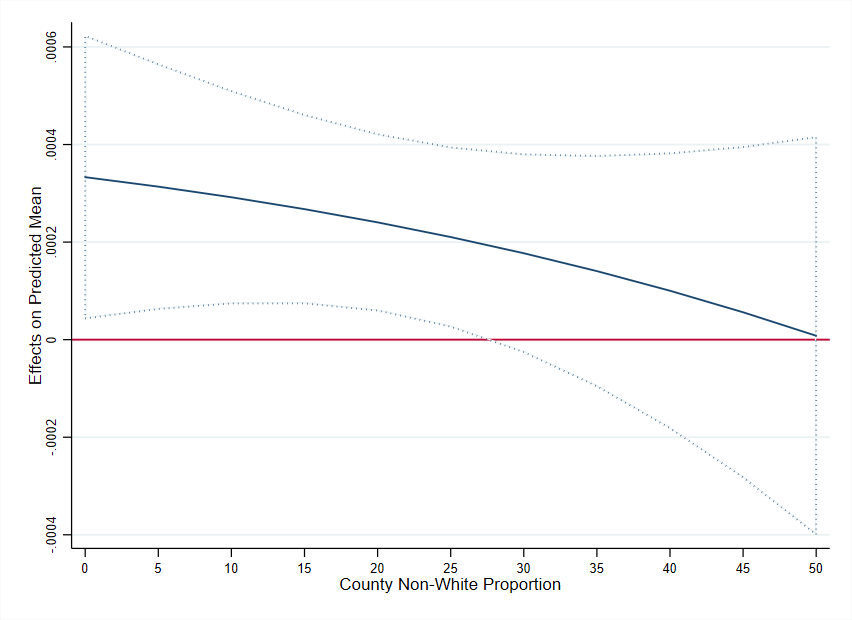 Effects on Predicted Mean
.0006
.0004
.0002
0
-.0002
-.0004
0 5 10 15 20 25 30 35 40 45 50
County Non-White Proportion